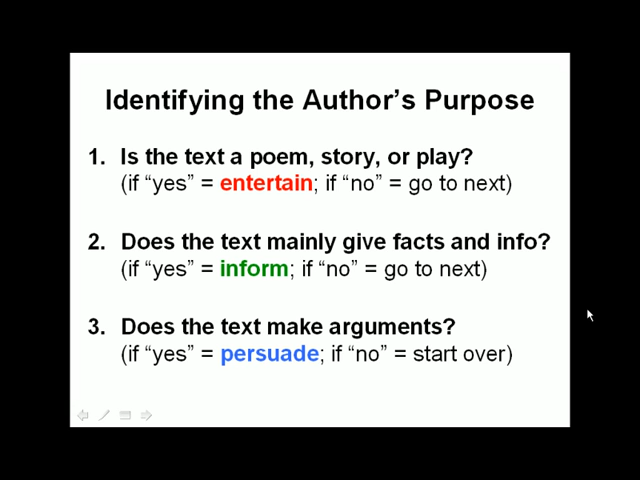 Identifying the Author’s Purpose
1. Is the text a poem, story, or play?
(if “yes” = entertain; if “no” = go to next)
2. Does the text mainly give facts and info?
(if “yes” = inform; if “no” = go to next)
3. Does the text make arguments?
(if “yes” = persuade; if “no” = start over)